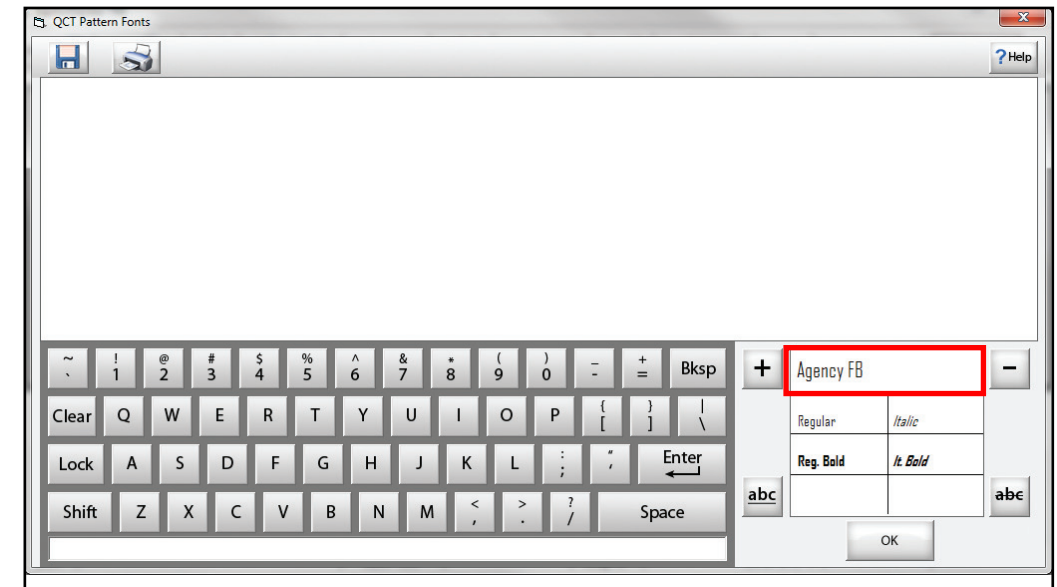 QCT Pattern Fonts
?Help
~ ` ! 1 @ 2 # 3 $ 4 % 5 ^ 6 & 7 * 8 ( 9 ) 0 _ - + = Bksp
+ Agency FB −
Clear Q W E R T Y U I O P { [ } ] | \
Regular Italic
Lock A S D F G H J K L : ; " ' Enter
Reg. Bold It. Bold
Shift Z X C V B N M < , > . ? / Space
abc abc
OK